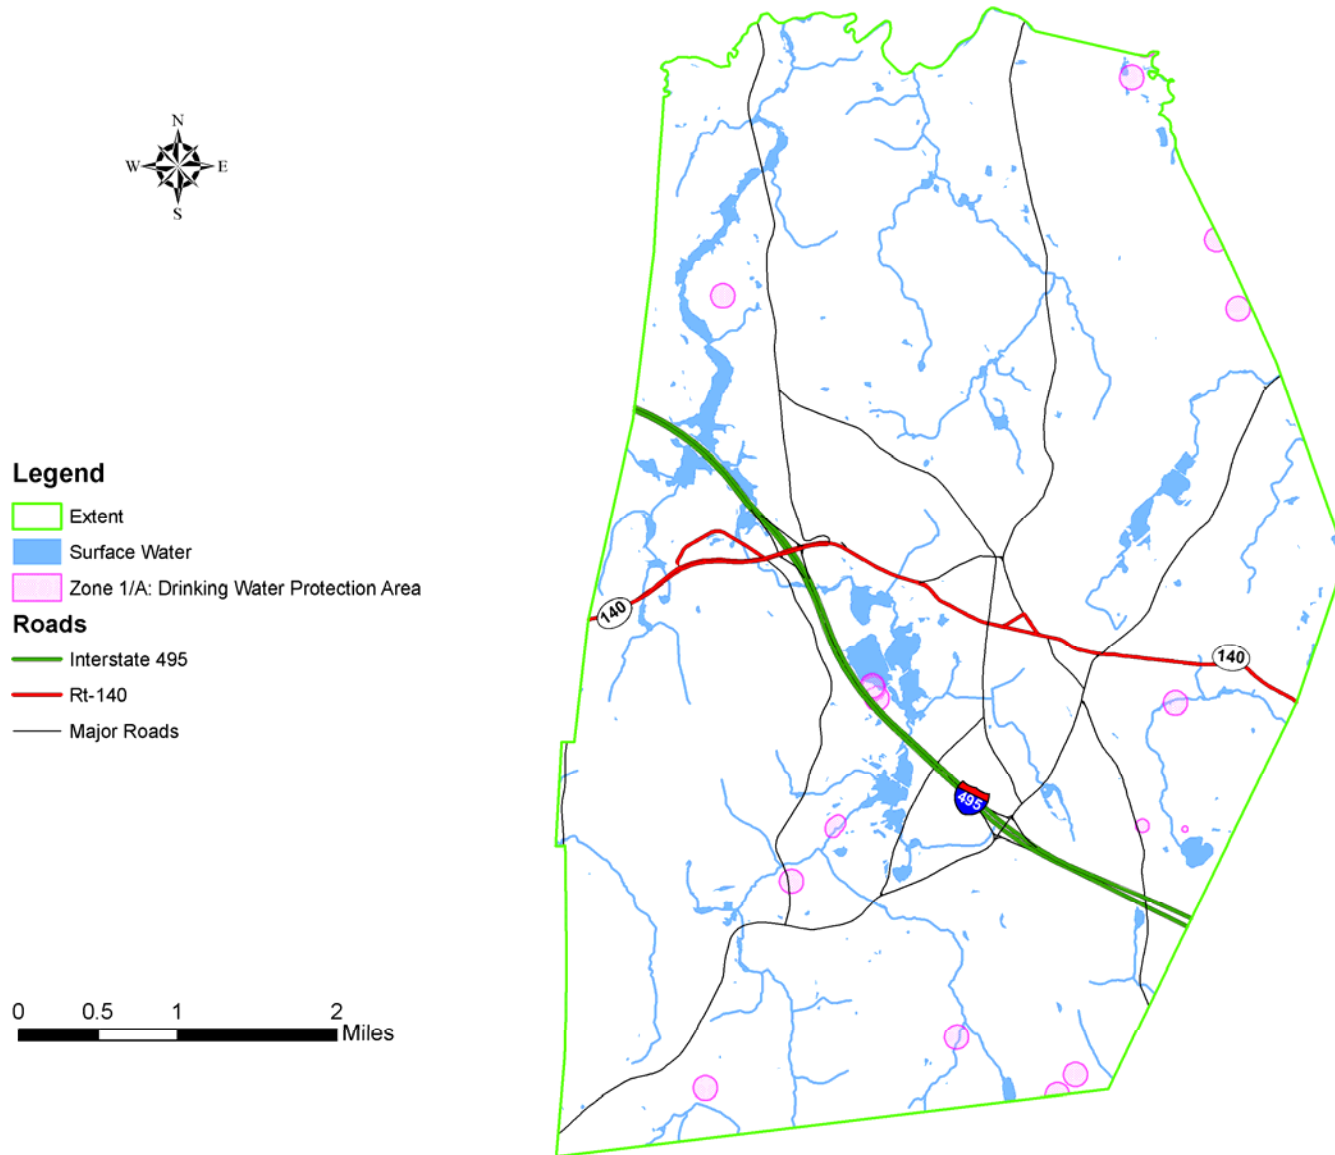 N
W E
S
Legend
Extent
Surface Water
Zone 1/A: Drinking Water Protection Area
Roads
Interstate 495
Rt-140
Major Roads
0 0.5 1 2
Miles
140
140
495